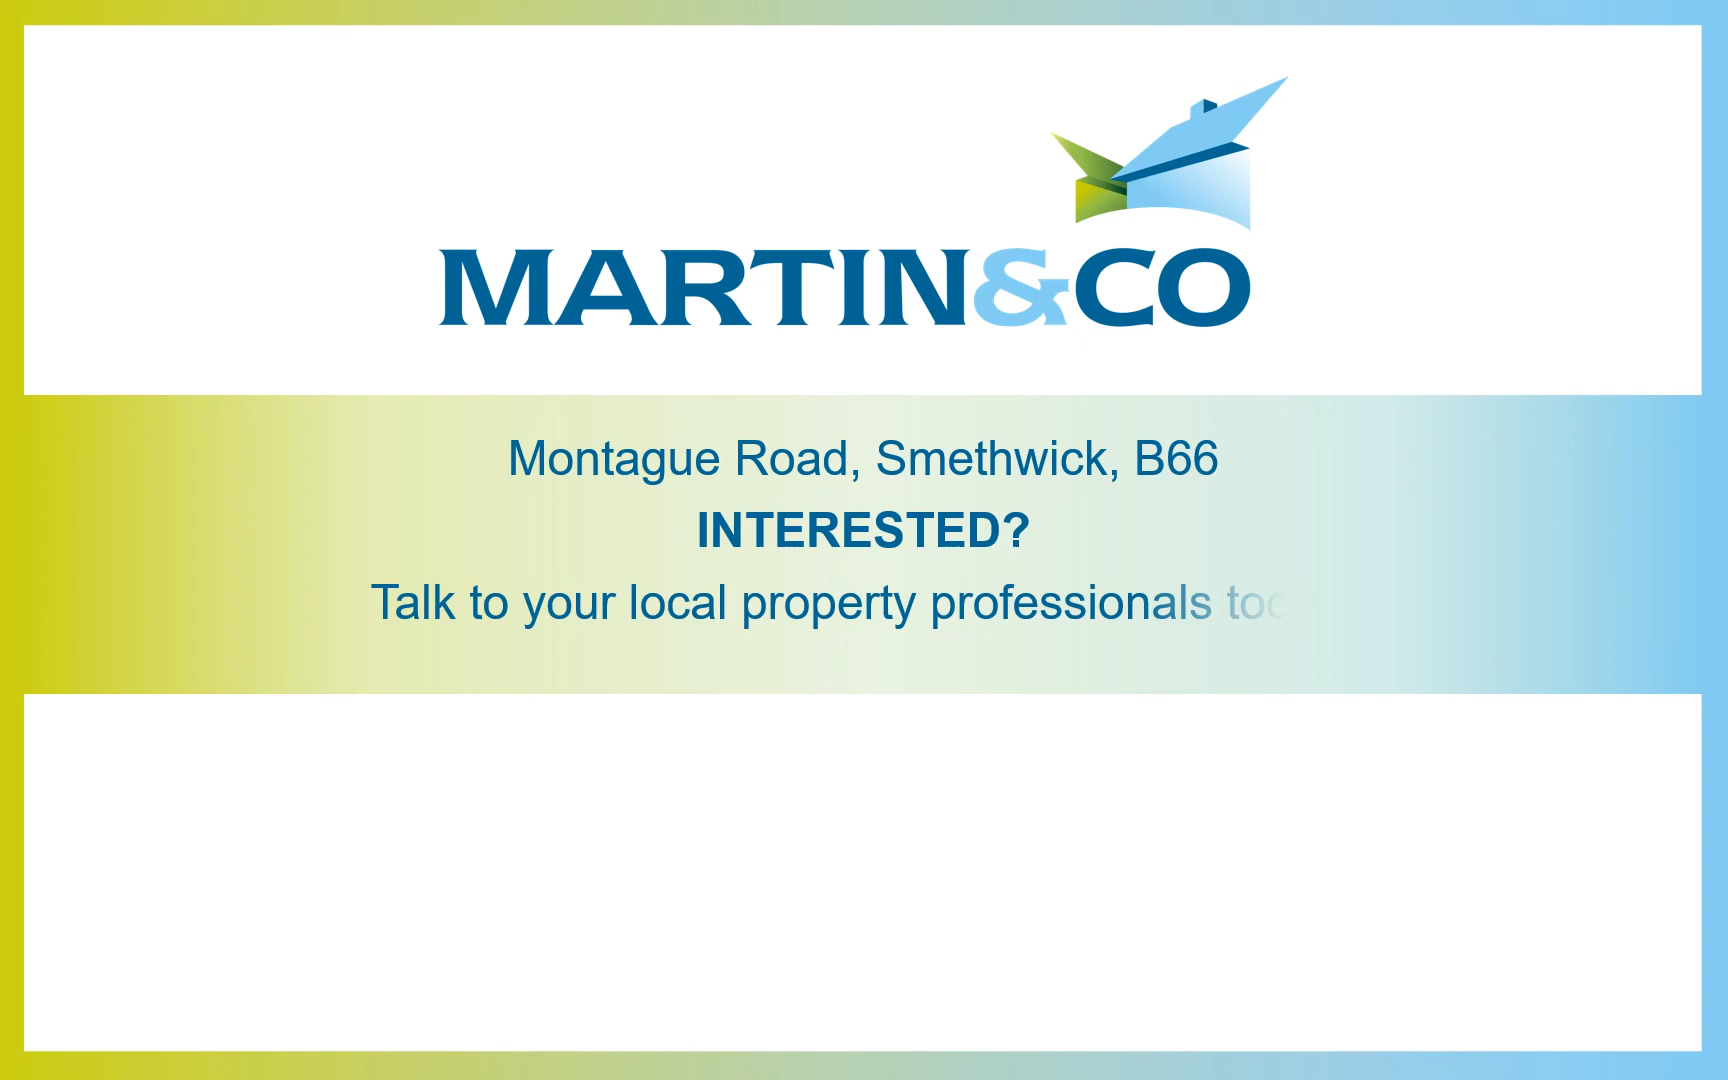 MARTIN&CO
Montague Road, Smethwick, B66
INTERESTED?
Talk to your local property professionals